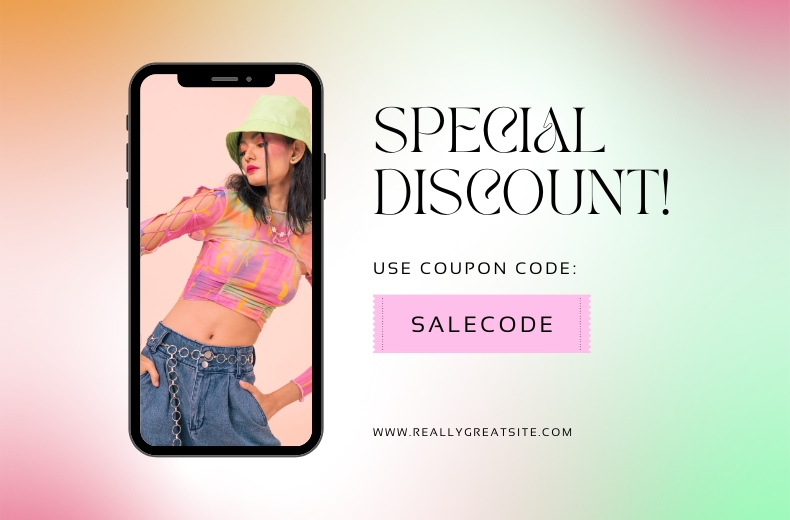 SPECIAL
DISCOUNT!
USE COUPON CODE:
SALECODE
WWW.REALLYGREATSITE.COM